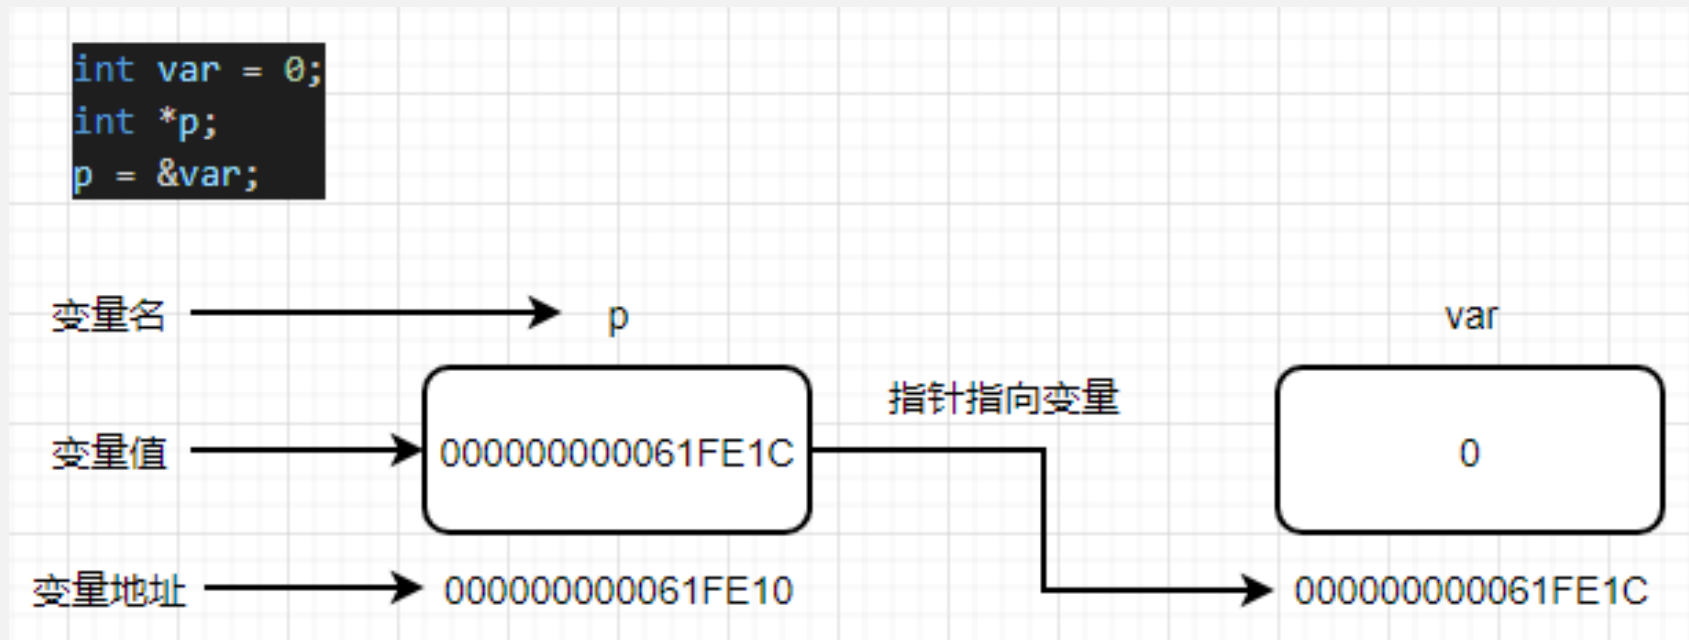 int var = 0;
int *p;
p = &var;
变量名
p
var
指针指向变量
变量值
000000000061FE1C
0
变量地址
000000000061FE10
000000000061FE1C